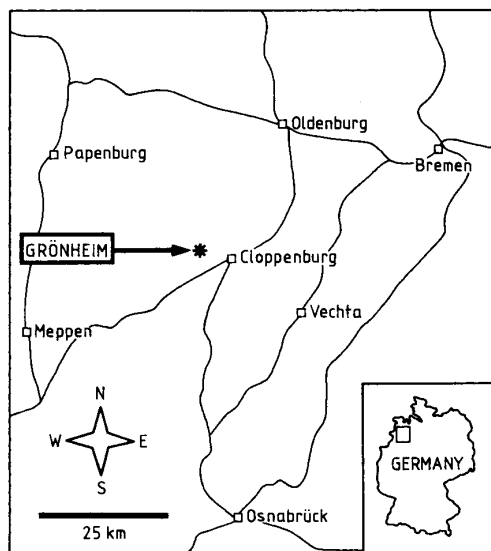 Oldenburg
Papenburg
Bremen
GRÖNHEIM
Cloppenburg
Vechta
Meppen
N
W E
S
25 km
GERMANY
Osnabrück